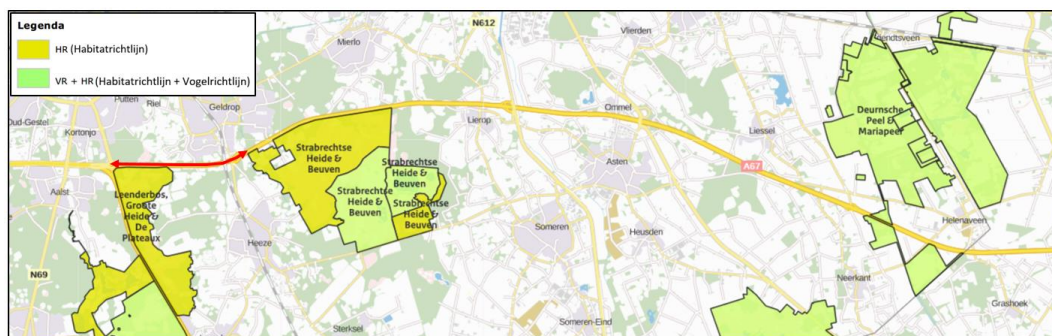 Legenda
HR (Habitatrichtlijn)
VR + HR (Habitatrichtlijn + Vogelrichtlijn)
N612
Mierlo
Vlierden
Putten
Riel
Geldrop
Oud-Gestel
Kortonjo
Lierop
Ommel
Liessel
Deurnsche
Peel &
Mariapeel
Strabrechtse
Heide &
Beuven
Strabrechtse
Heide &
Beuven
Strabrechtse
Heide &
Beuven
Strabrechtse
Heide &
Beuven
Asten
A67
Aalst
Leenderbos,
Groote
Heide &
De
Plateaux
Heeze
Someren
Heusden
Helenaveen
N69
Neerkant
Grashoek
Sterksel
Someren-Eind